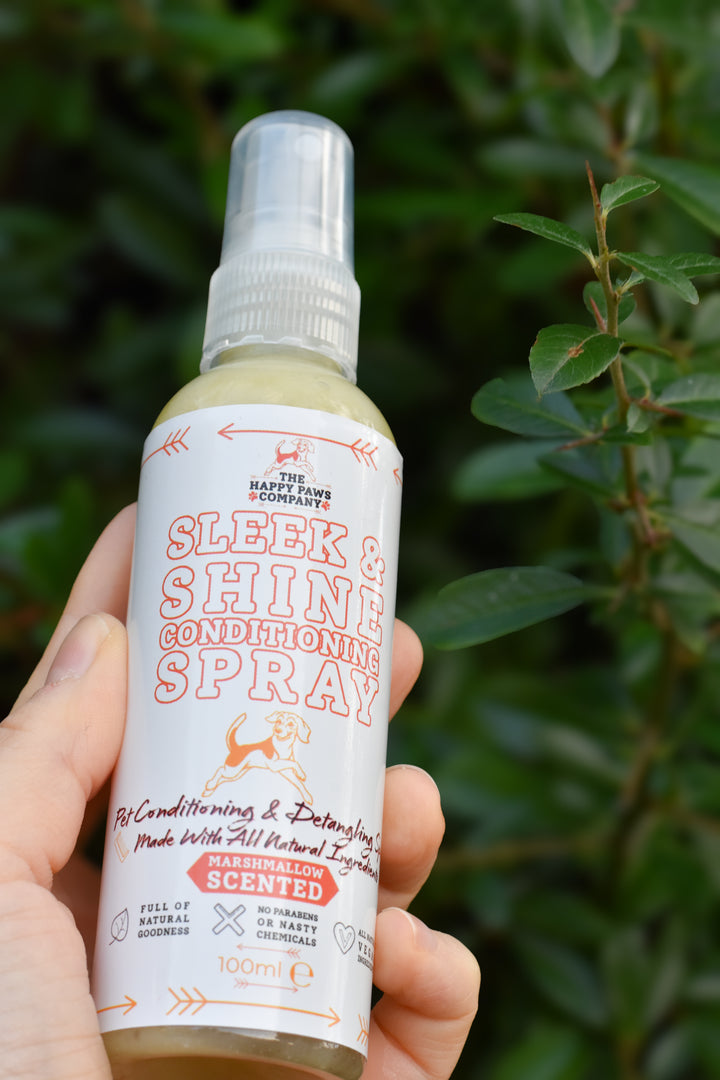 THE
HAPPY PAWS
COMPANY
SLEEK &
SHINE
CONDITIONING
SPRAY
Pet Conditioning & Detangling
Made With All Natural
MARSHMALLOW
SCENTED
FULL OF
NATURAL
GOODNESS
NO PARABENS
OR NASTY
CHEMICALS
100ml e